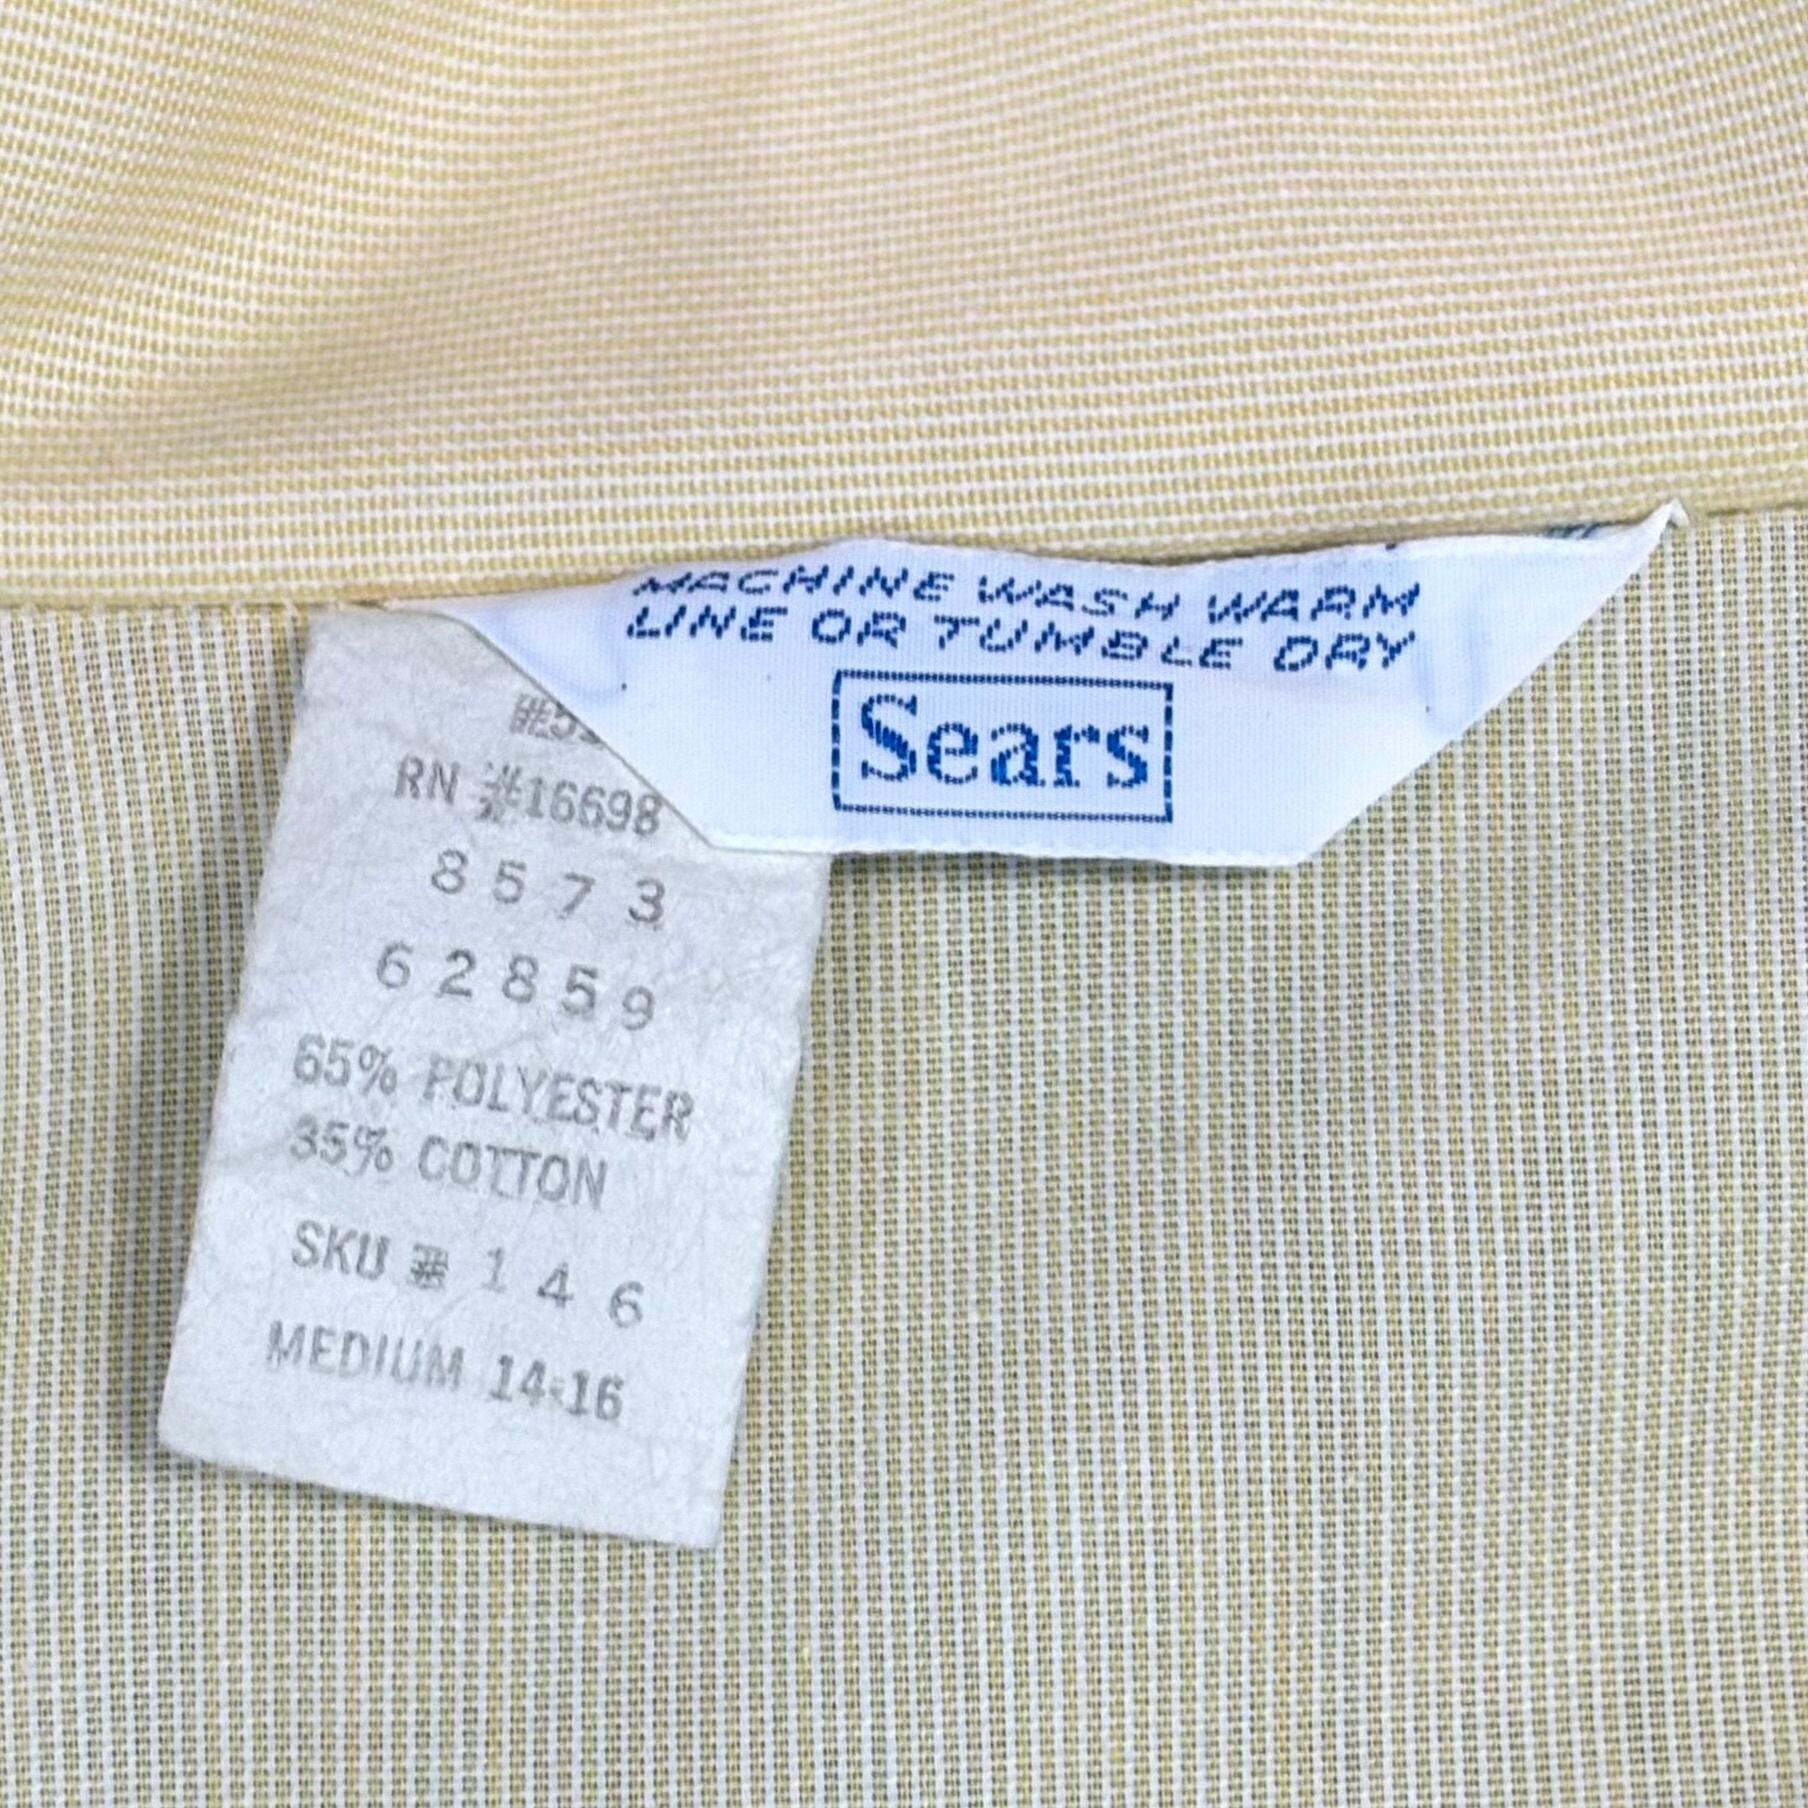 MACHINE WASH WARM
LINE OR TUMBLE DRY
Sears
RN #16698
8573
62859
65% POLYESTER
35% COTTON
SKU # 146
MEDIUM 14-16